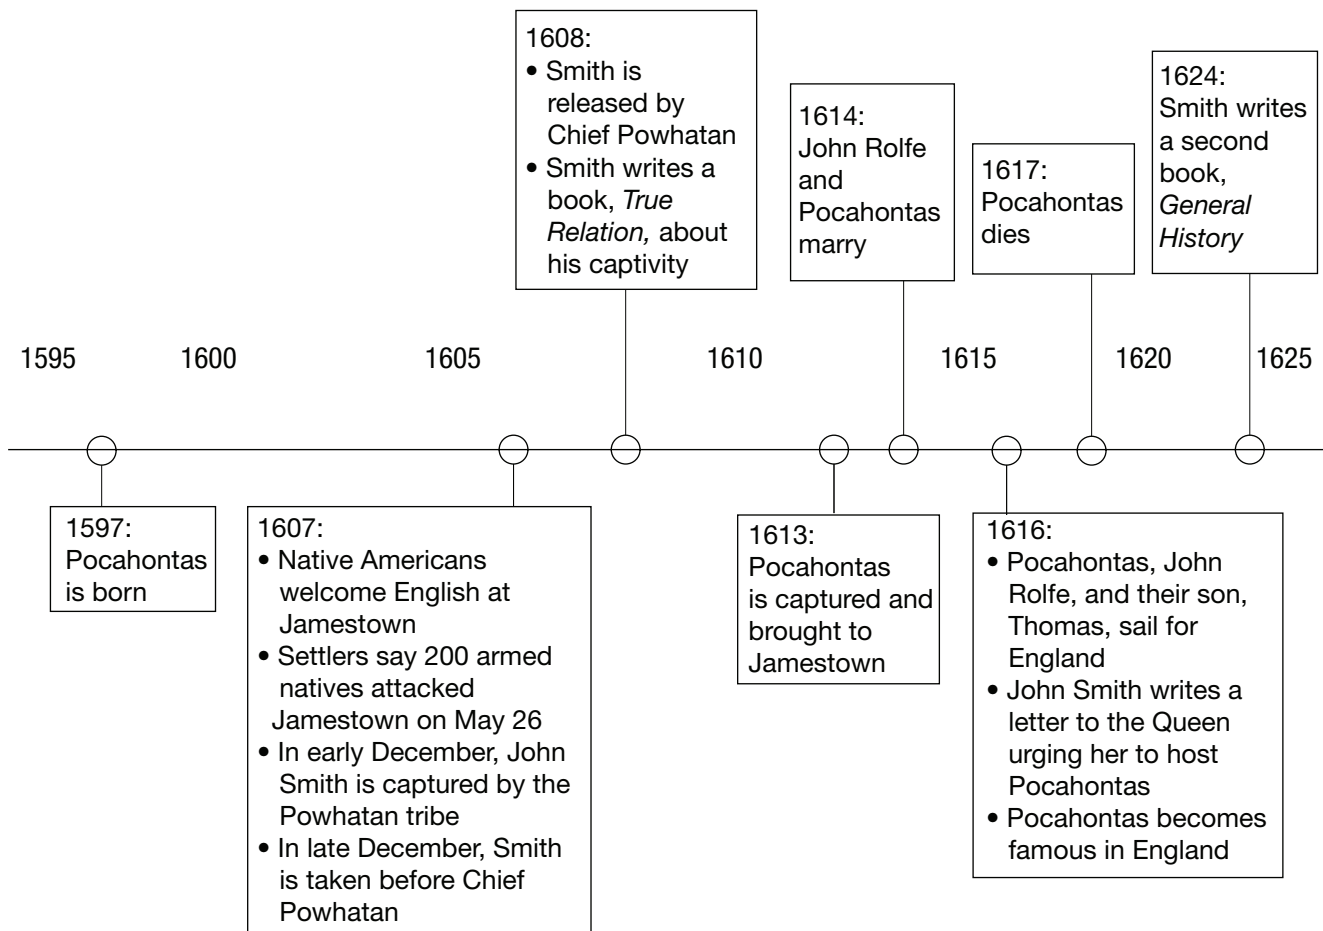 1608:
• Smith is
released by
Chief Powhatan
• Smith writes a
book, True
Relation, about
his captivity
1614:
John Rolfe
and
Pocahontas
marry
1617:
Pocahontas
dies
1624:
Smith writes
a second
book,
General
History
1595 1600 1605 1610 1615 1620 1625
1597:
Pocahontas
is born
1607:
• Native Americans
welcome English at
Jamestown
• Settlers say 200 armed
natives attacked
Jamestown on May 26
• In early December, John
Smith is captured by the
Powhatan tribe
• In late December, Smith
is taken before Chief
Powhatan
1613:
Pocahontas
is captured and
brought to
Jamestown
1616:
• Pocahontas, John
Rolfe, and their son,
Thomas, sail for
England
• John Smith writes a
letter to the Queen
urging her to host
Pocahontas
• Pocahontas becomes
famous in England